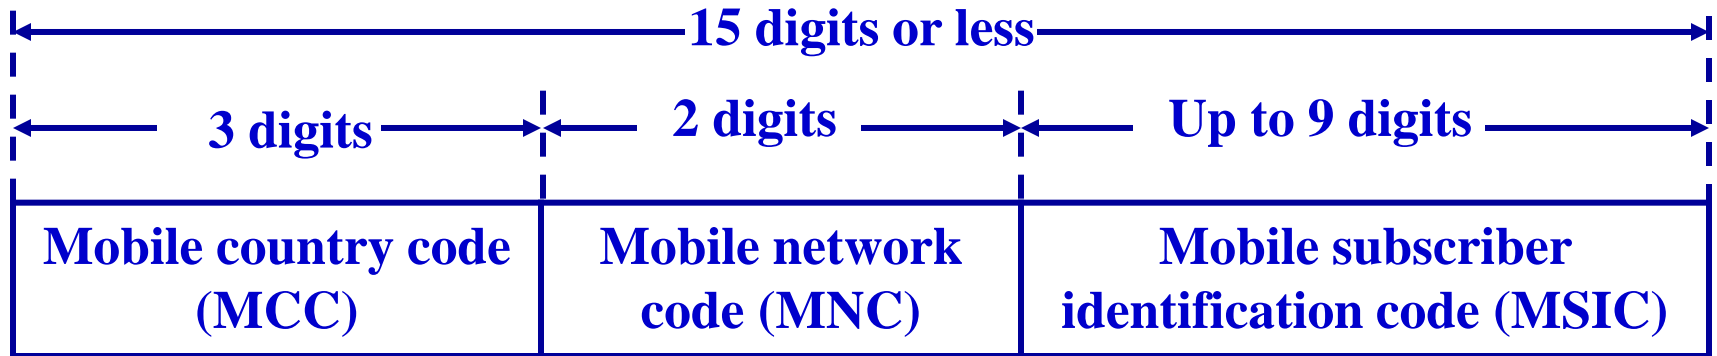 15 digits or less
3 digits
2 digits
Up to 9 digits
Mobile country code
(MCC)
Mobile network
code (MNC)
Mobile subscriber
identification code (MSIC)